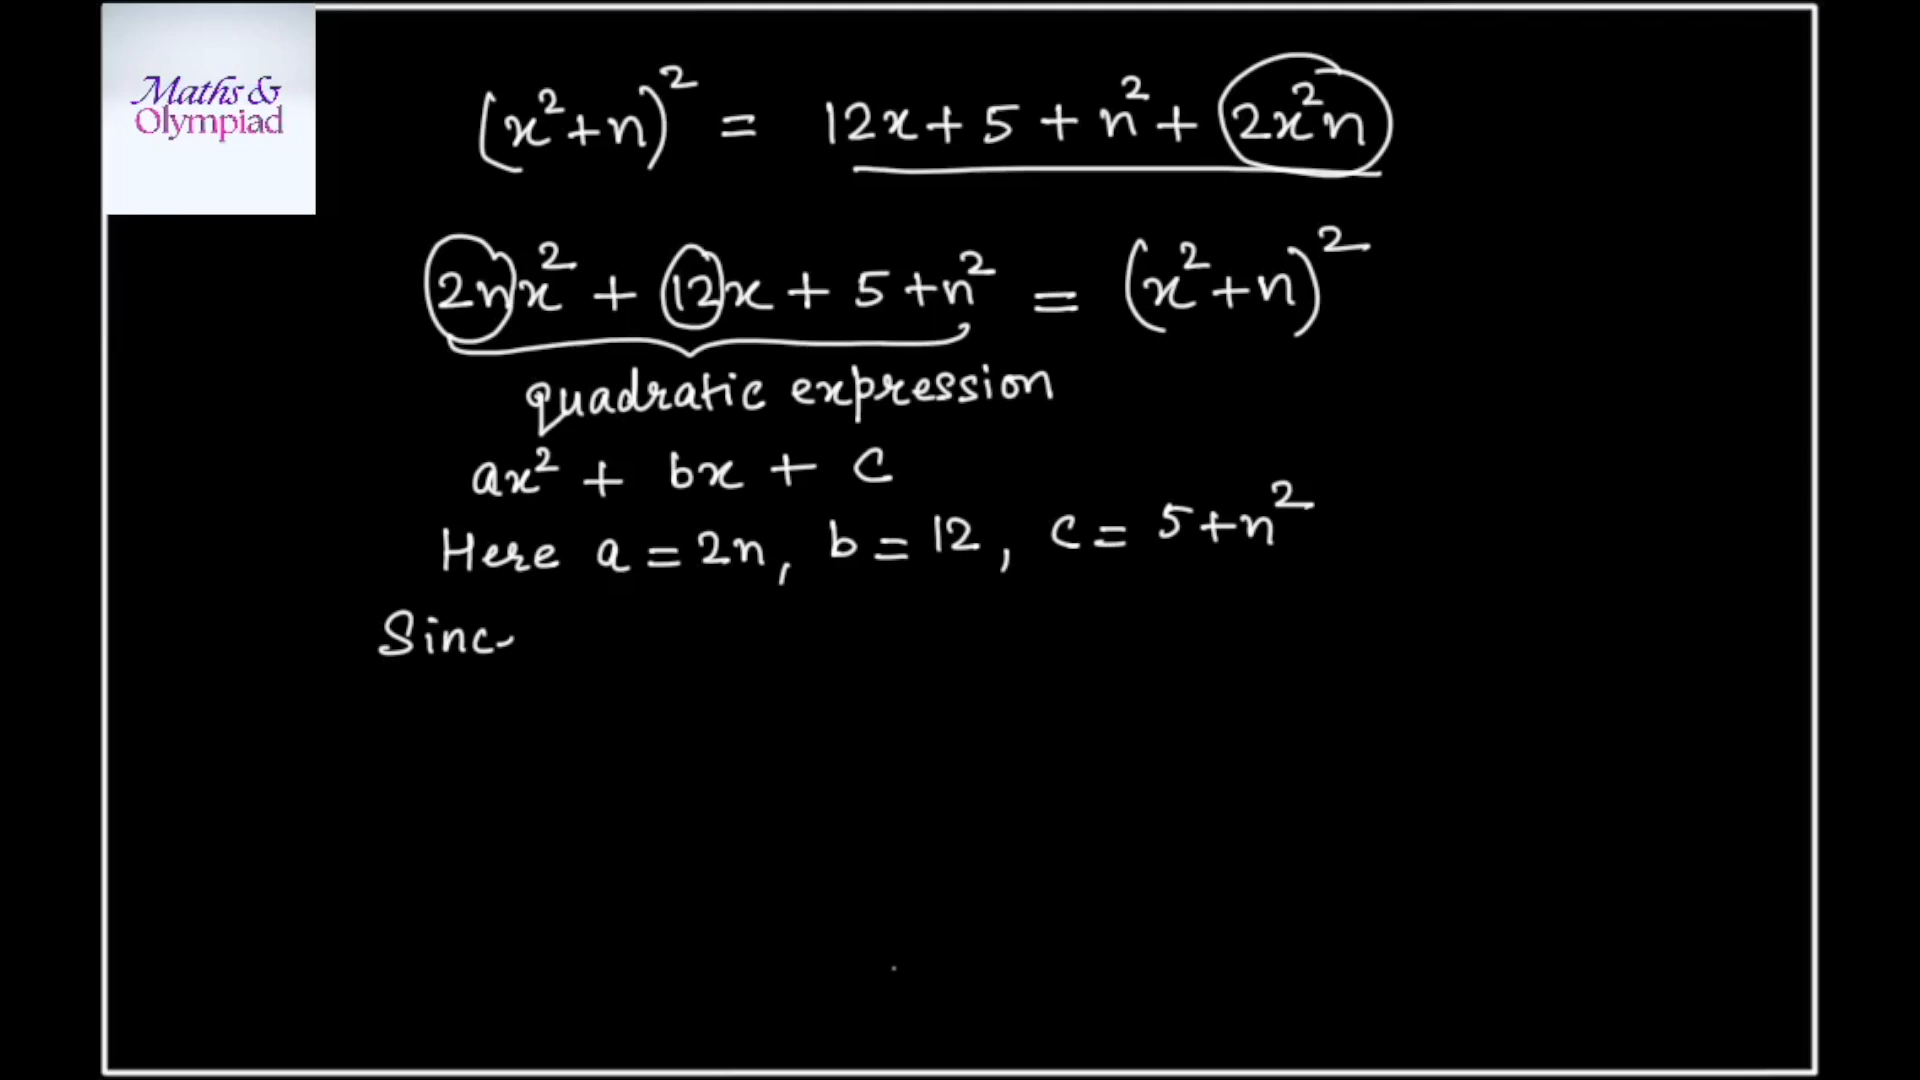 Maths &
Olympiad
(x²+n)² = 12x + 5 + n² + 2x²n
2nx² + 12x + 5 + n² = (x²+n)²
quadratic expression
ax² + bx + c
Here a = 2n, b = 12, c = 5+n²
Sinc